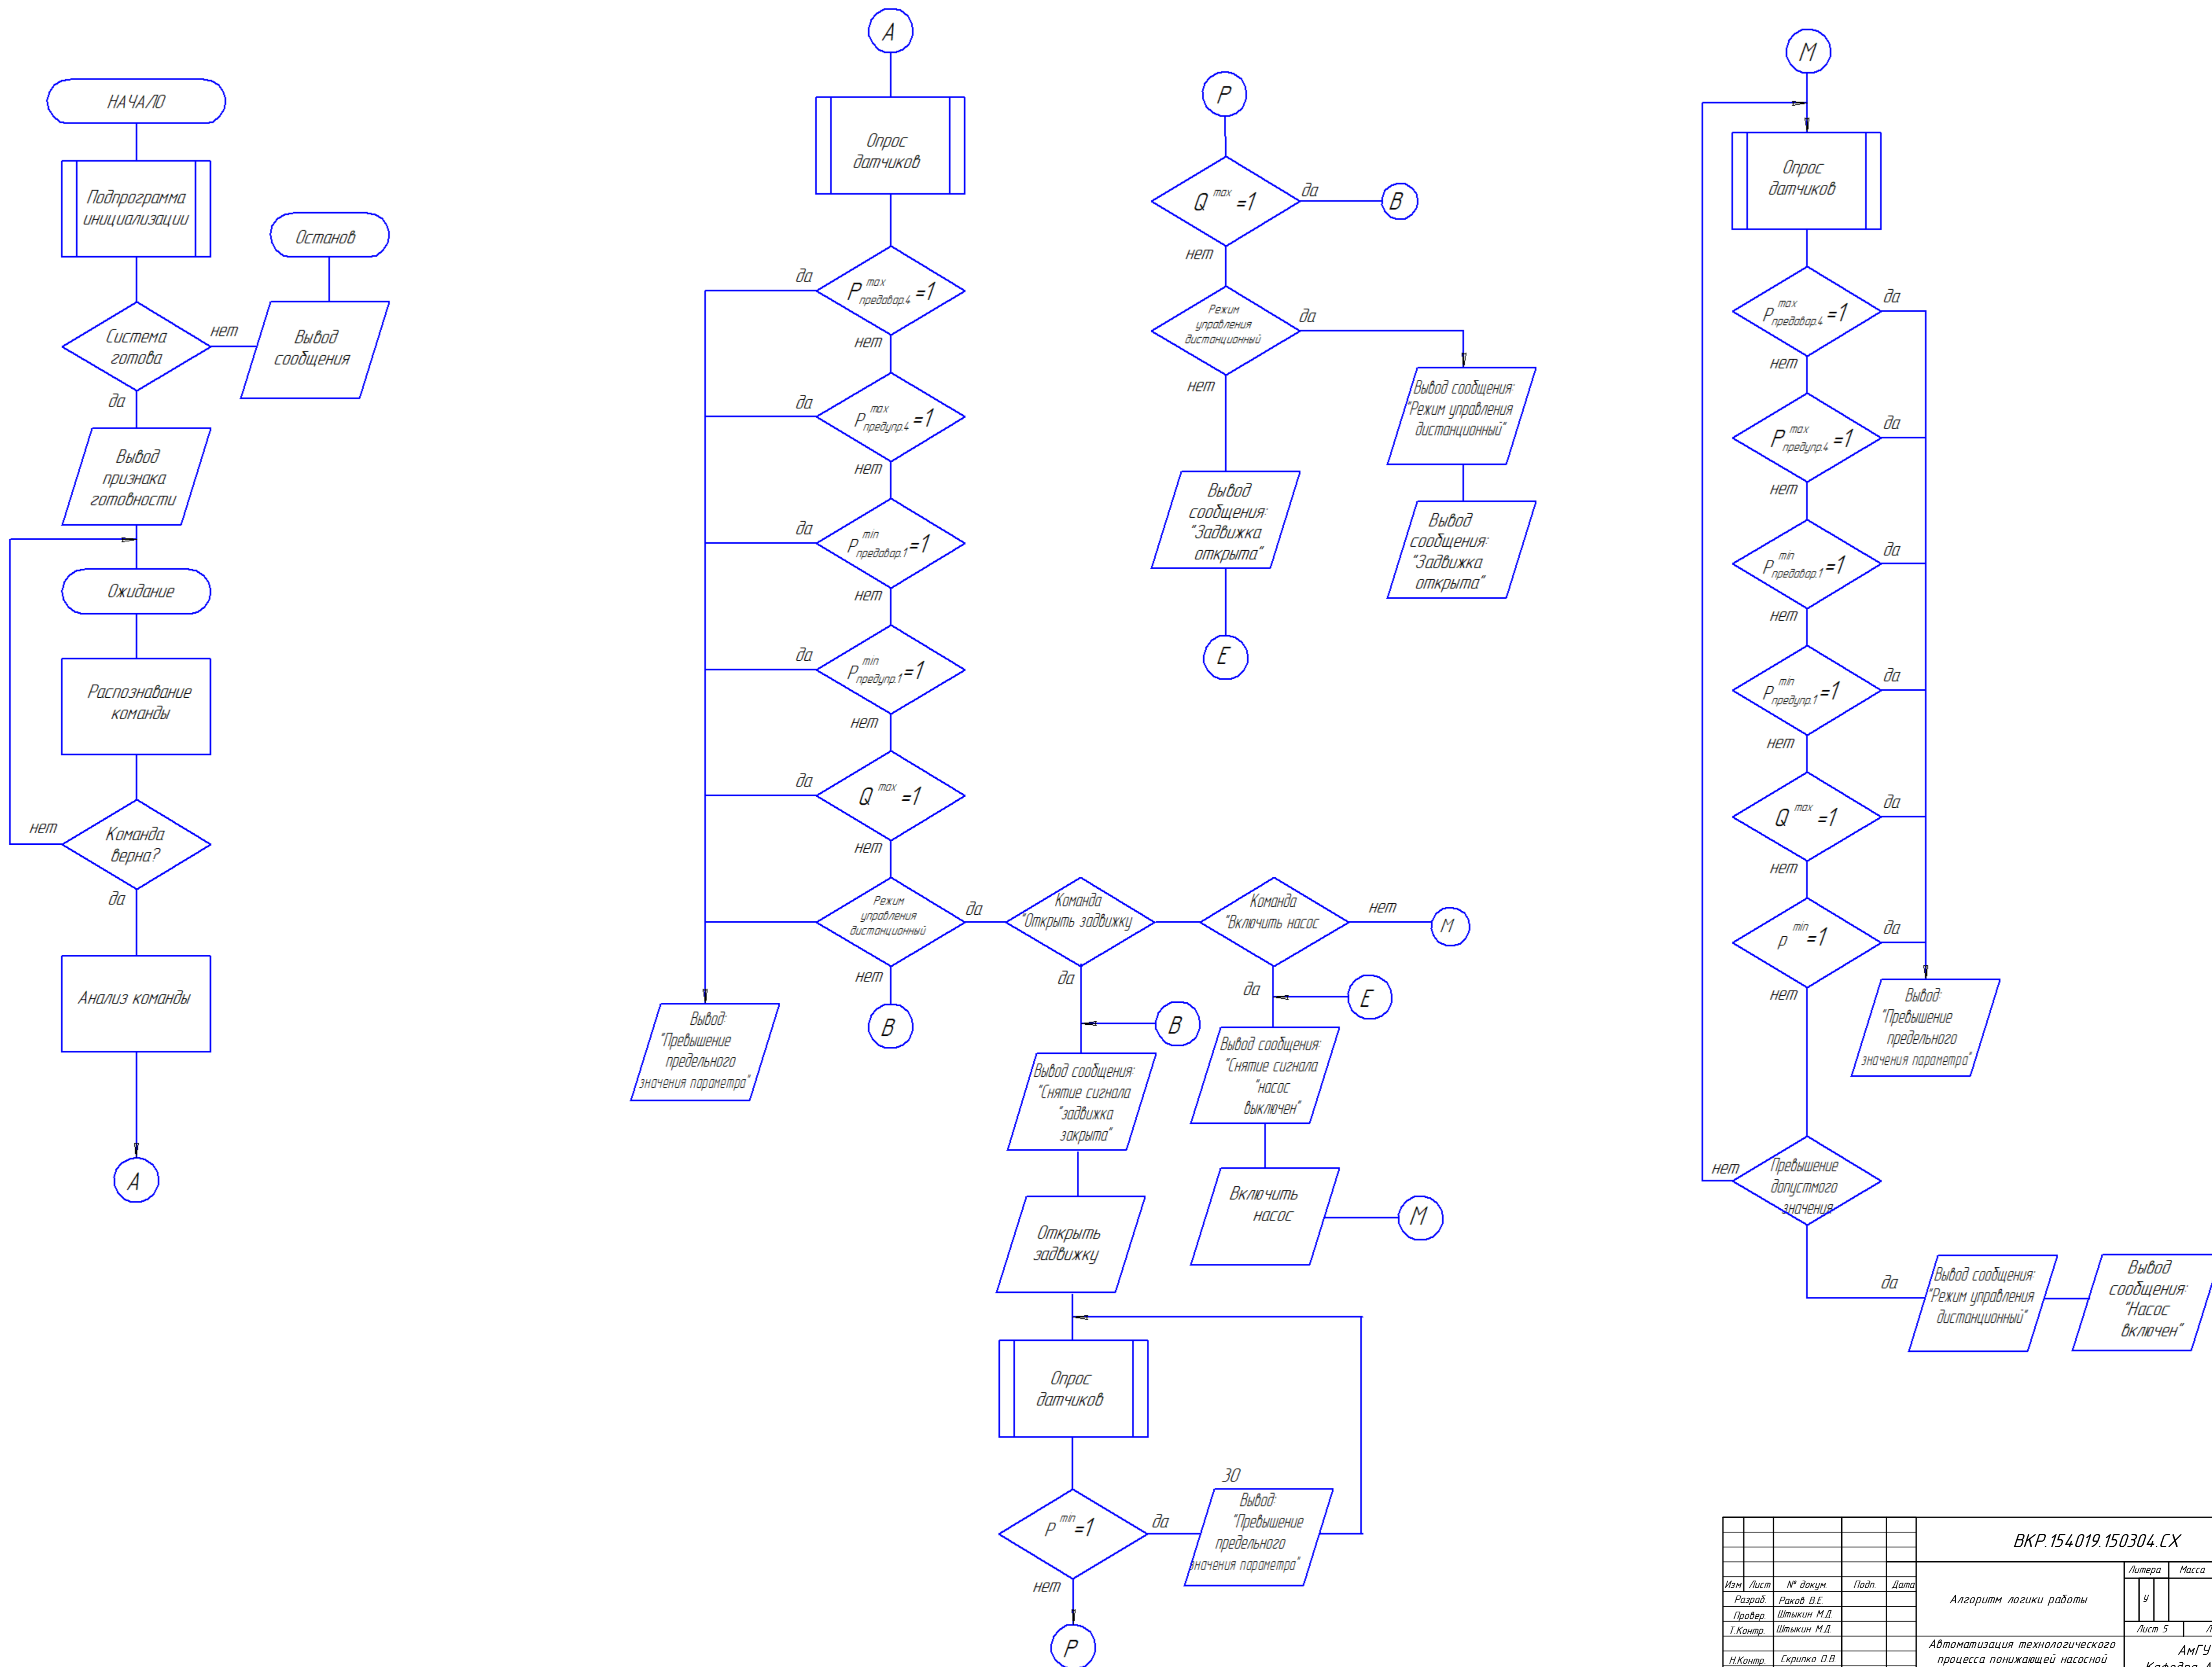 НАЧАЛО
Подпрограмма
инициализации
Останов
Система
готова
нет
Вывод
сообщения
да
Вывод
признака
готовности
Ожидание
Распознавание
команды
нет
Команда
верна?
да
Анализ команды
А
А
Опрос
датчиков
да
P max предавар.4 =1
нет
да
P max предупр.4 =1
нет
да
P min предавар.1 =1
нет
да
P min предупр.1 =1
нет
да
Q max =1
нет
Режим
управления
дистанционный
да
нет
В
Вывод:
"Превышение
предельного
значения параметра"
Команда
"Открыть задвижку
да
В
Вывод сообщения:
"Снятие сигнала
"задвижка
закрыта"
Открыть
задвижку
Опрос
датчиков
P min =1
да
30
Вывод:
"Превышение
предельного
значения параметра"
нет
Р
Команда
"Включить насос
нет
М
да
Е
Вывод сообщения:
"Снятие сигнала
"насос
выключен"
Включить
насос
М
Р
Q max =1
да
В
нет
Режим
управления
дистанционный
да
нет
Вывод сообщения:
"Режим управления
дистанционный"
Вывод
сообщения:
"Задвижка
открыта"
Вывод
сообщения:
"Задвижка
открыта"
Е
М
Опрос
датчиков
P max предавар.4 =1
да
нет
P max предупр.4 =1
да
нет
P min предавар.1 =1
да
нет
P min предупр.1 =1
да
нет
Q max =1
да
нет
P min =1
да
нет
Вывод:
"Превышение
предельного
значения параметра"
нет
Превышение
допустмого
значения
да
Вывод сообщения:
"Режим управления
дистанционный"
Вывод
сообщения:
"Насос
включен"
ВКР.154019.150304.СХ
Литера Масса
Изм Лист № докум. Подп. Дата
Разраб. Раков В.Е.
Провер. Штыкин М.Д.
Т.Контр. Штыкин М.Д.
Н.Контр. Скрипко О.В.
Алгоритм логики работы
у
Лист 5
Автоматизация технологического
процесса понижающей насосной
АмГУ